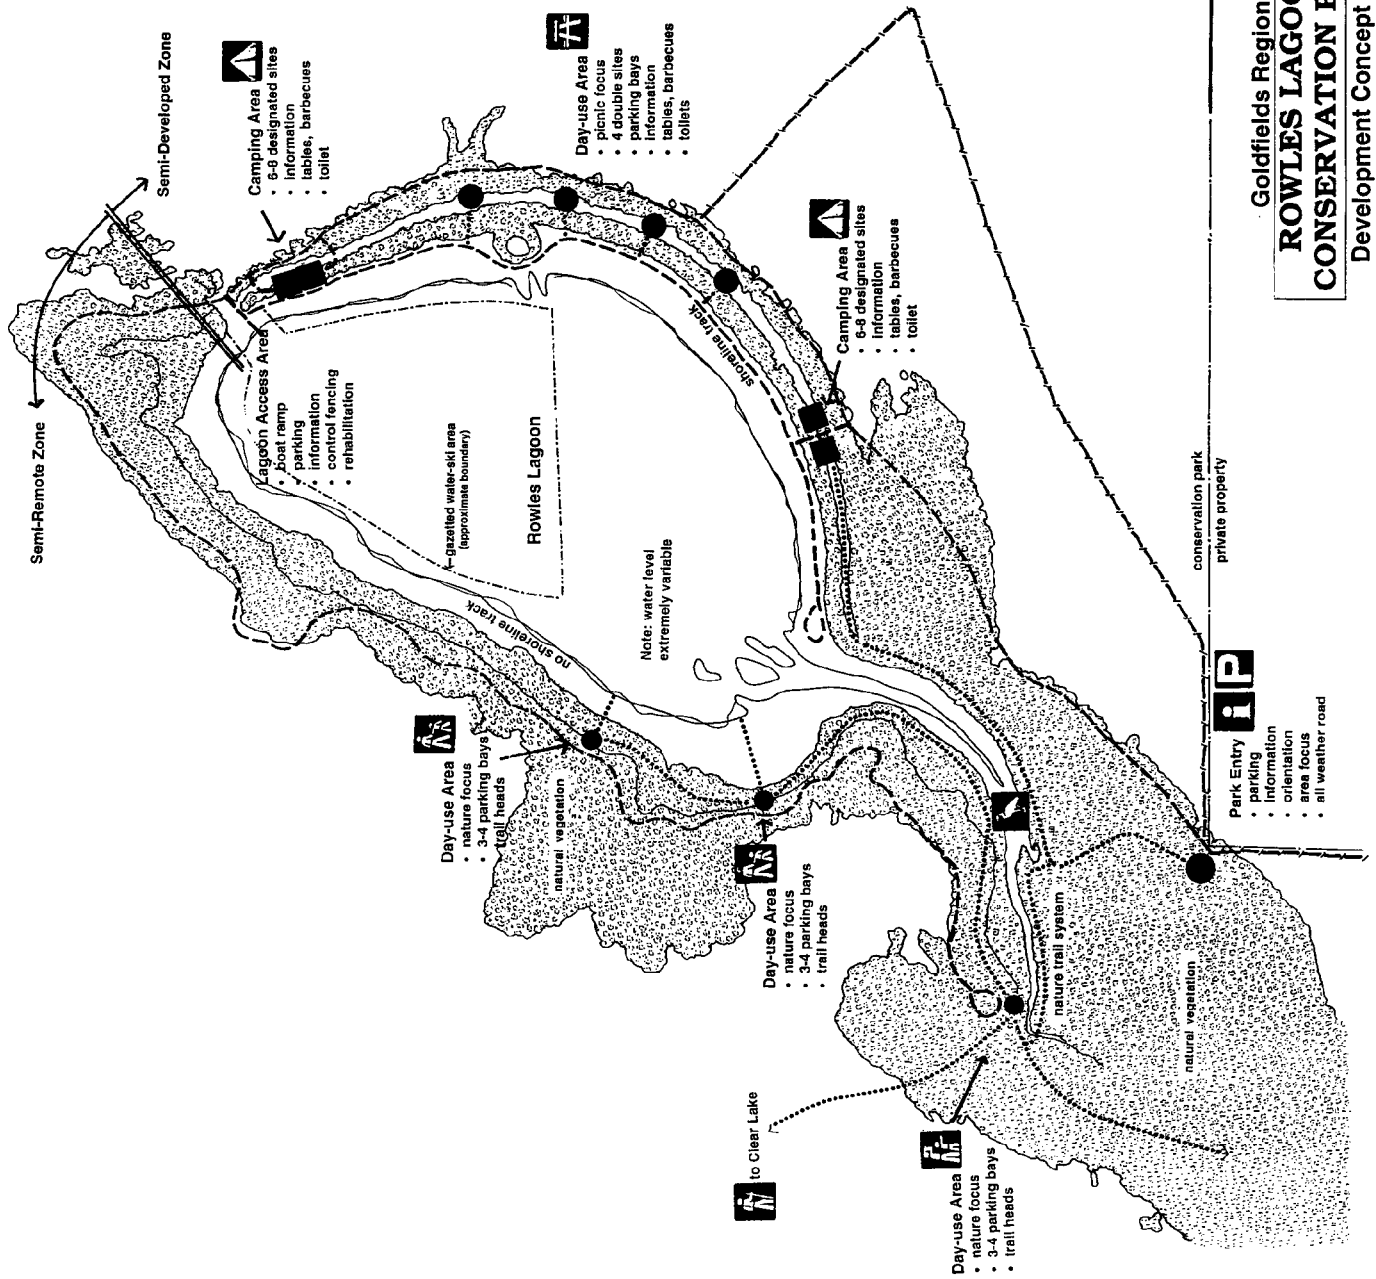 Semi-Remote Zone
Semi-Developed Zone
Camping Area
• 6-8 designated sites
• information
• tables, barbecues
• toilet
Day-use Area
• picnic focus
• 4 double sites
• parking bays
• information
• tables, barbecues
• toilets
Lagoon Access Area
• boat ramp
• parking
• information
• control fencing
• rehabilitation
gazetted water-ski area
(approximate boundary)
Rowles Lagoon
Note: water level
extremely variable
shoreline track
no shoreline track
Camping Area
• 6-8 designated sites
• information
• tables, barbecues
• toilet
Day-use Area
• nature focus
• 3-4 parking bays
• trail heads
natural vegetation
Day-use Area
• nature focus
• 3-4 parking bays
• trail heads
conservation park
private property
i P
Park Entry
• parking
• information
• orientation
• area focus
• all weather road
nature trail system
natural vegetation
to Clear Lake
Day-use Area
• nature focus
• 3-4 parking bays
• trail heads
Goldfields Region
ROWLES LAGOO
CONSERVATION
Development Concept